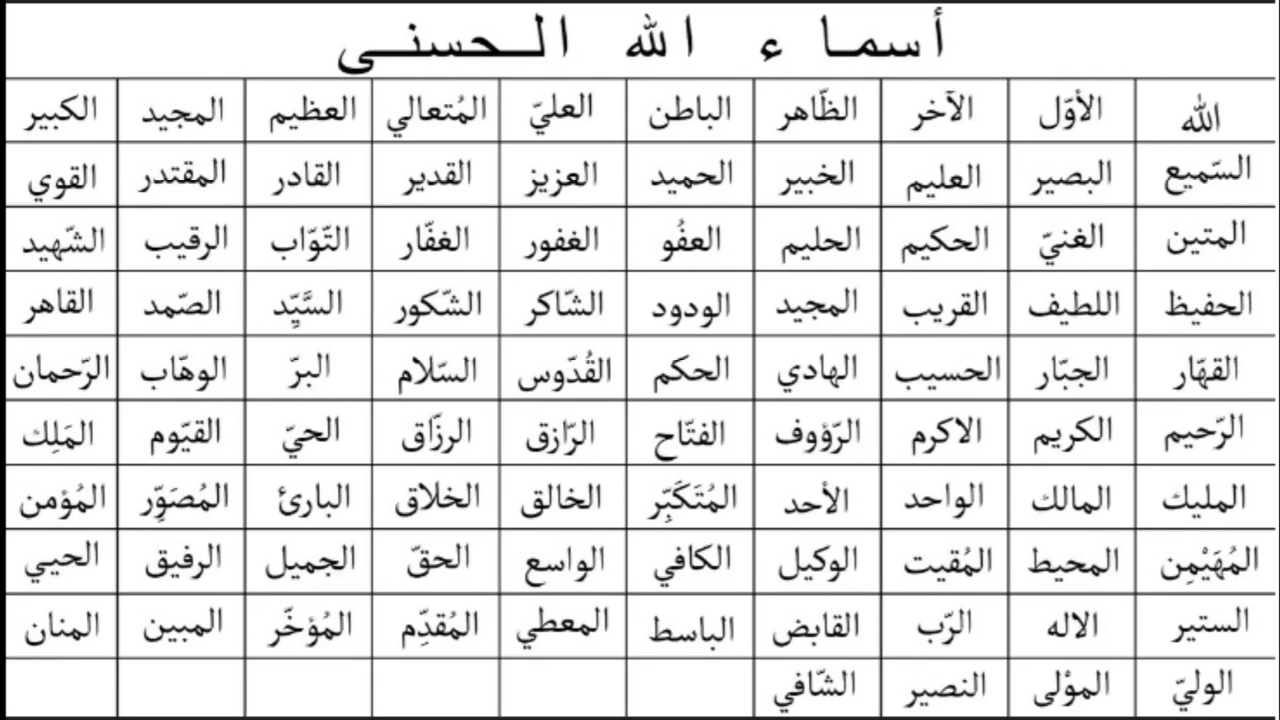 أسماء الله الحسنى
الله الأوّل الآخر الظّاهر الباطن العليّ المُتعالي العظيم المجيد الكبير
السّميع البصير العليم الخبير الحميد العزيز القدير القادر المقتدر القوي
المتين الغنيّ الحكيم الحليم العفُو الغفور الغفّار التّوّاب الرقيب الشّهيد
الحفيظ اللطيف القريب المجيد الودود الشّاكر الشّكور السَّيِّد الصّمد القاهر
القهّار الجبّار الحسيب الهادي الحكم القُدّوس السّلام البرّ الوهّاب الرّحمان
الرّحيم الكريم الاكرم الرّؤوف الفتّاح الرّازق الرزّاق الحيّ القيّوم المَلِك
المليك المالك الواحد الأحد المُتَكَبِّر الخالق الخلاق البارئ المُصَوِّر المُؤمن
المُهَيْمِن المحيط المُقيت الوكيل الكافي الواسع الحقّ الجميل الرفيق الحيي
الستير الاله الرّب القابض الباسط المعطي المُقدِّم المُؤخّر المبين المنان
الوليّ الموْلى النصير الشّافي